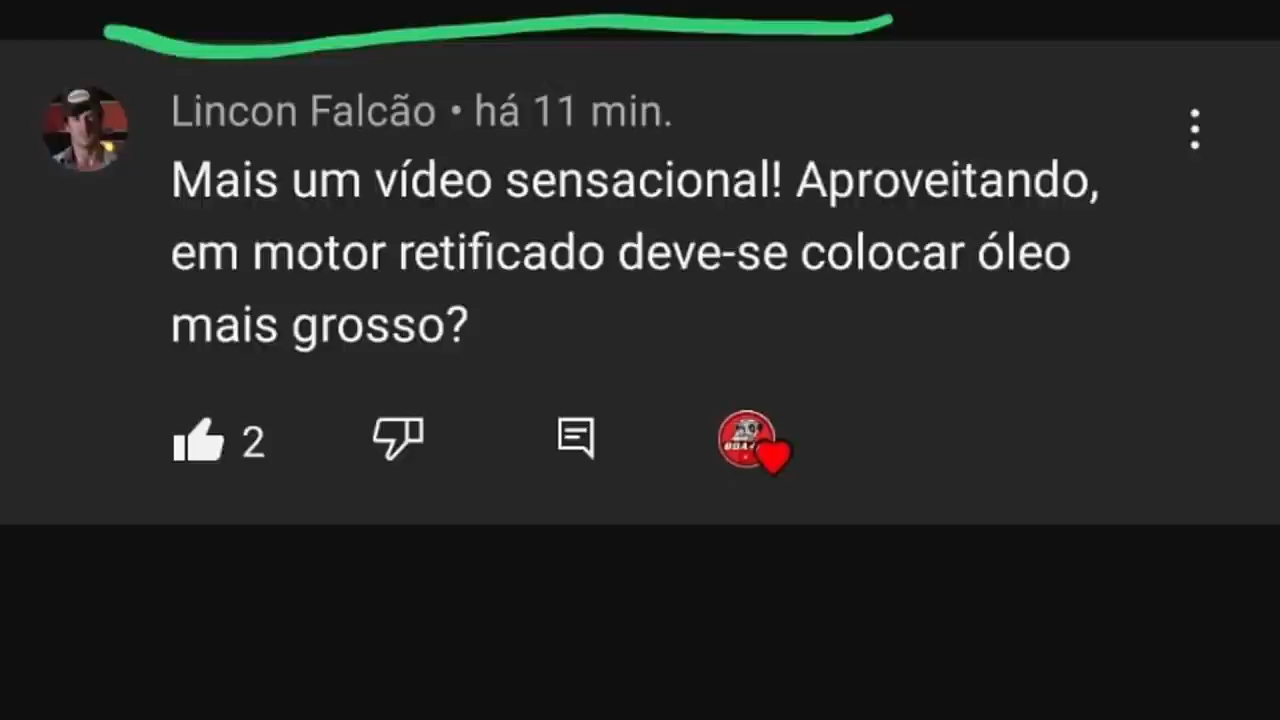 Lincon Falcão • há 11 min.
Mais um vídeo sensacional! Aproveitando,
em motor retificado deve-se colocar óleo
mais grosso?
2